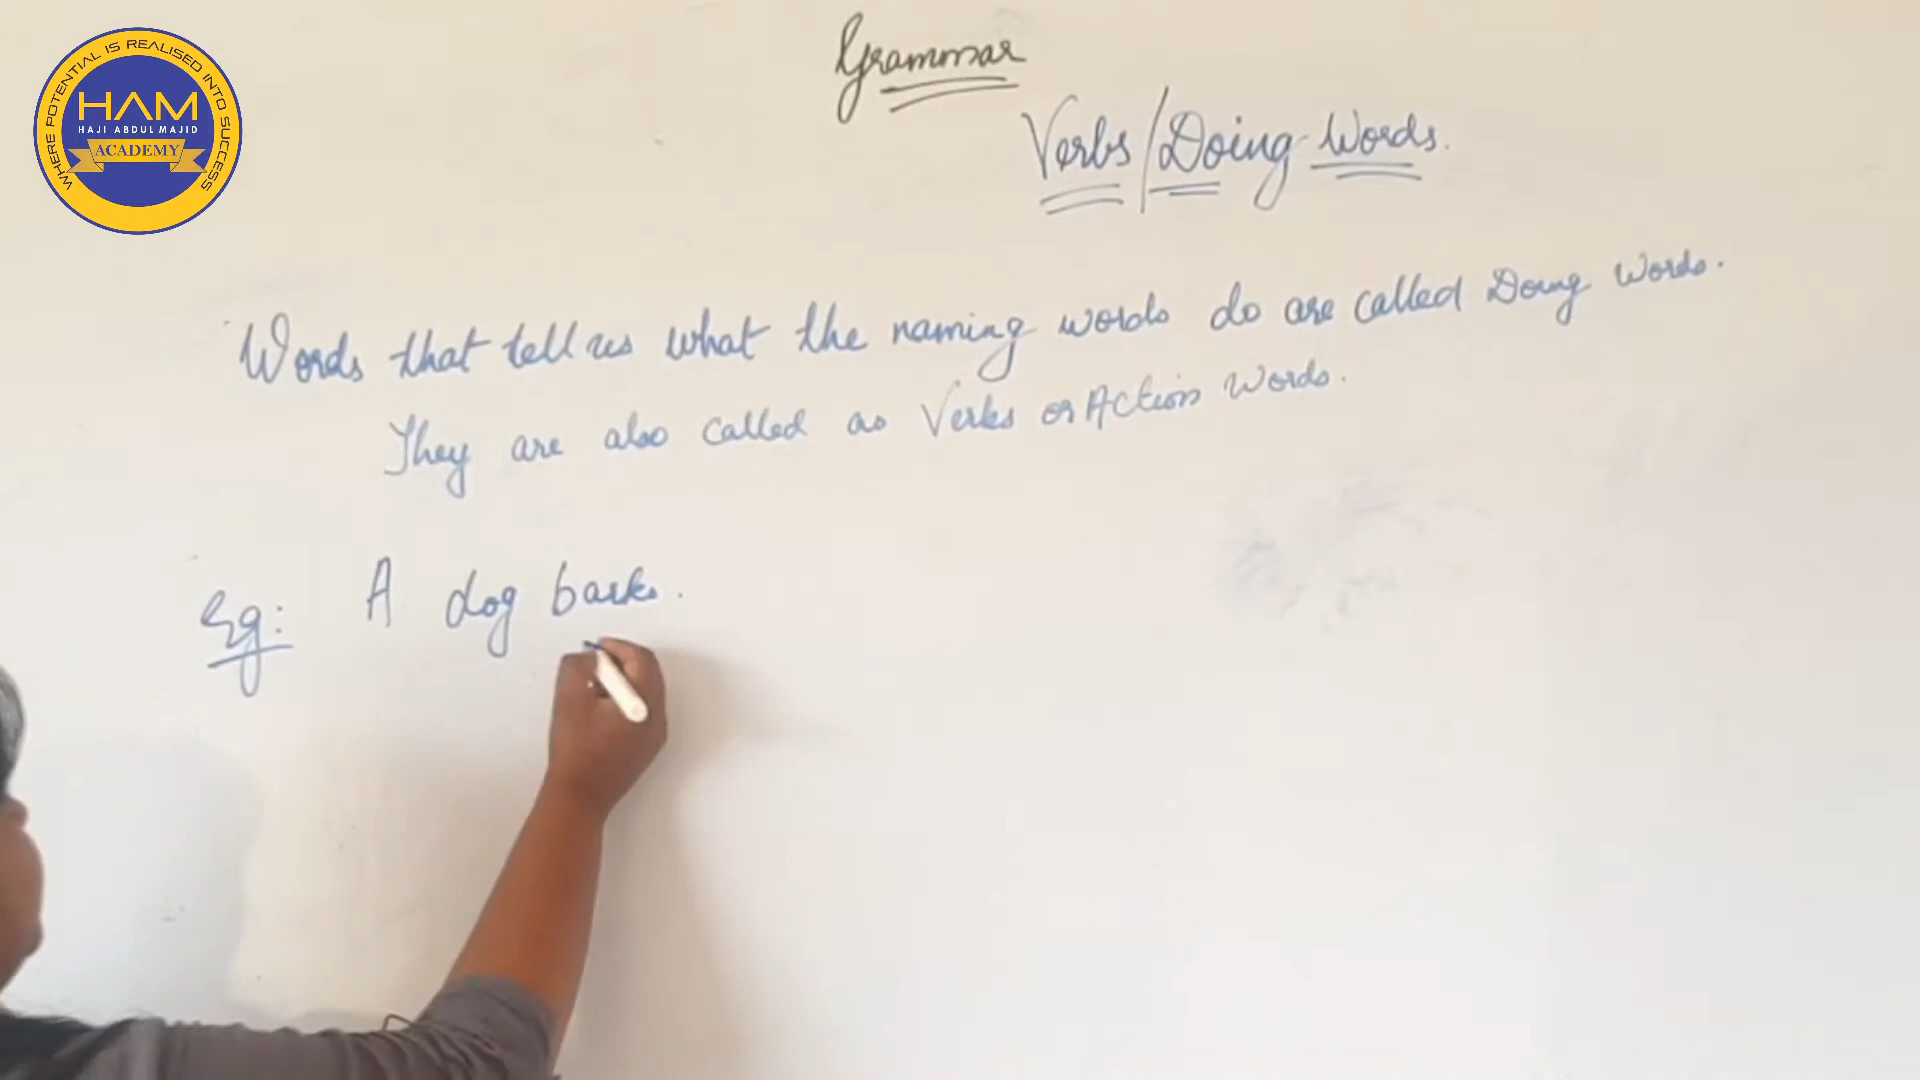 WHERE POTENTIAL IS REALISED INTO SUCCESS
HAM
HAJI ABDUL MAJID
ACADEMY
Grammar
Verbs/Doing Words.
Words that tell us what the naming words do are called Doing Words.
They are also called as Verbs or Action Words.
Eg: A dog barks.